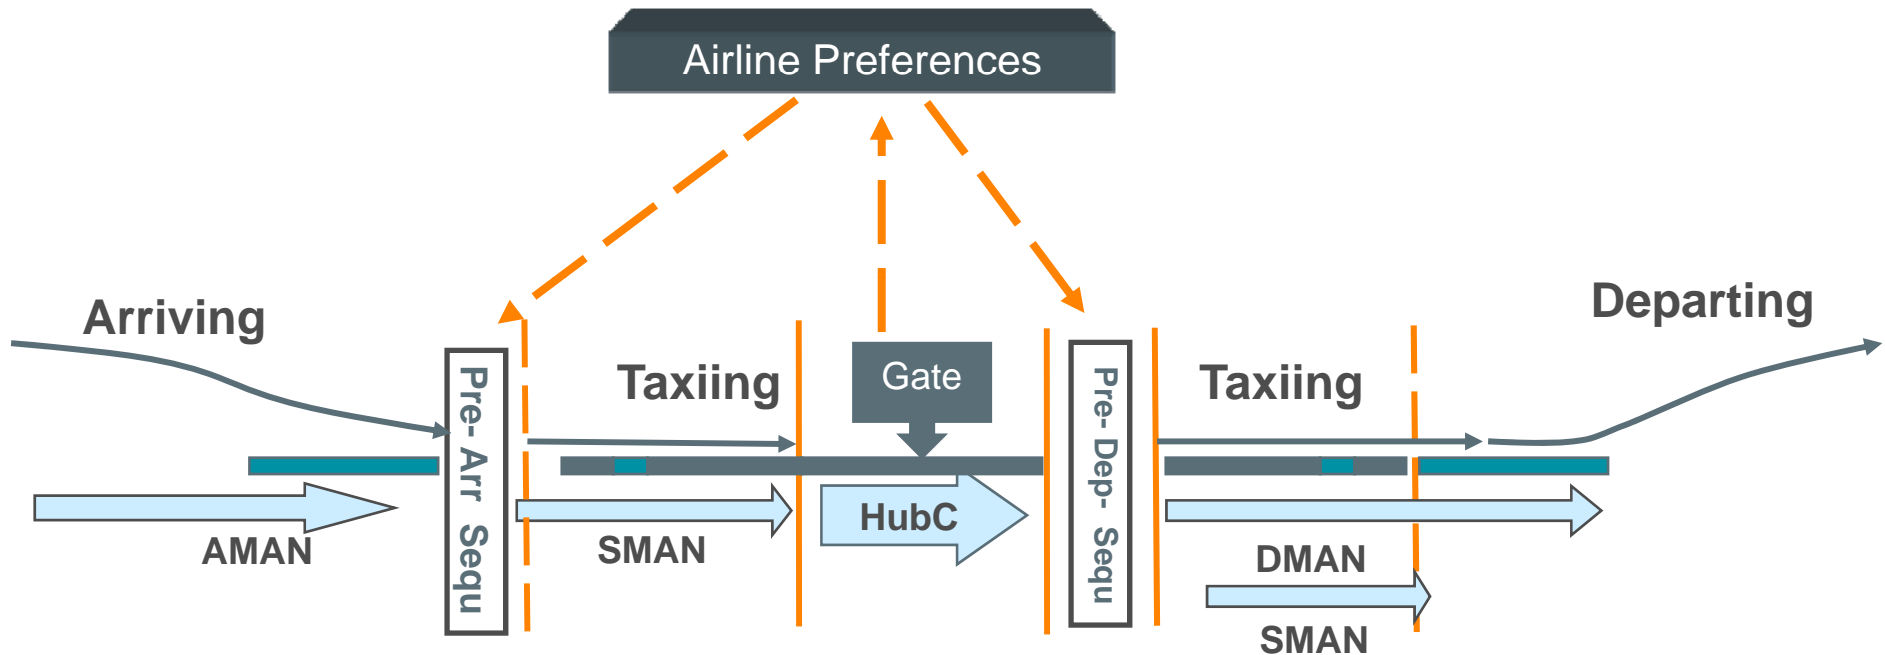 Airline Preferences
Arriving
Departing
Taxiing
Gate
Taxiing
Pre- Arr Sequ
Pre- Dep- Sequ
AMAN
SMAN
HubC
DMAN
SMAN